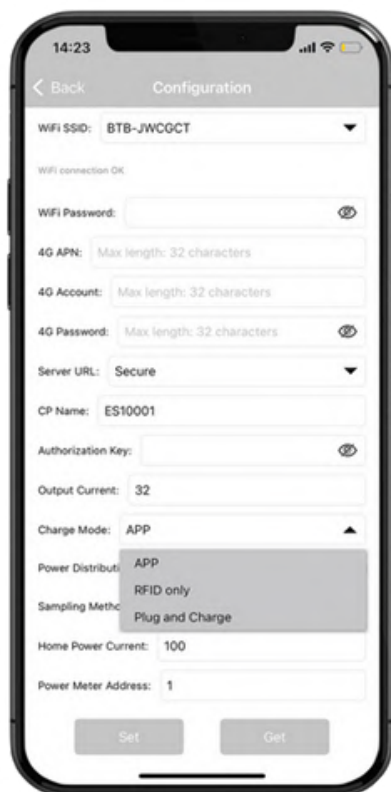 14:23
Back Configuration
WiFi SSID: BTB-JWCGCT
WiFi connection OK
WiFi Password:
4G APN: Max length: 32 characters
4G Account: Max length: 32 characters
4G Password: Max length: 32 characters
Server URL: Secure
CP Name: ES10001
Authorization Key:
Output Current: 32
Charge Mode: APP
APP
Power Distributi
RFID only
Sampling Metho
Plug and Charge
Home Power Current: 100
Power Meter Address: 1
Set Get